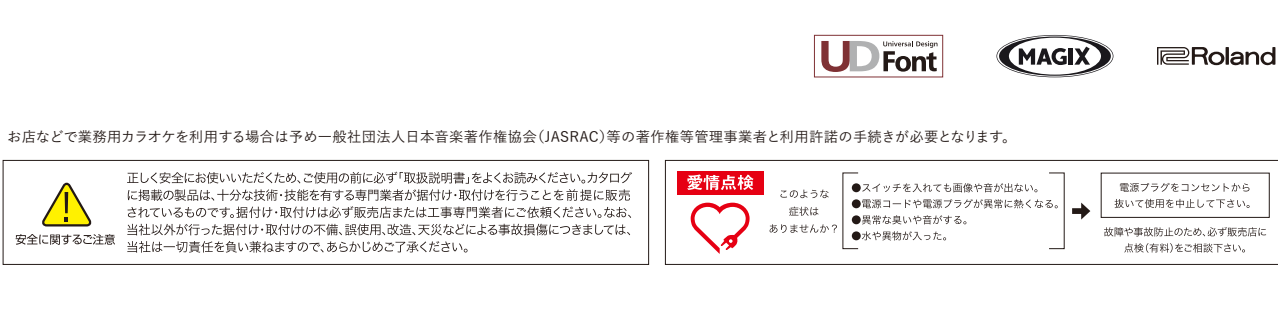 UD Universal Design Font
MAGIX
Roland
お店などで業務用カラオケを利用する場合は予め一般社団法人日本音楽著作権協会(JASRAC)等の著作権等管理事業者と利用許諾の手続きが必要となります。
安全に関するご注意
正しく安全にお使いいただくため、ご使用の前に必ず「取扱説明書」をよくお読みください。カタログ
に掲載の製品は、十分な技術・技能を有する専門業者が据付け・取付けを行うことを前提に販売
されているものです。据付け・取付けは必ず販売店または工事専門業者にご依頼ください。なお、
当社以外が行った据付け・取付けの不備、誤使用、改造、天災などによる事故損傷につきましては、
当社は一切責任を負い兼ねますので、あらかじめご了承ください。
愛情点検
このような
症状は
ありませんか?
●スイッチを入れても画像や音が出ない。
●電源コードや電源プラグが異常に熱くなる。
●異常な臭いや音がする。
●水や異物が入った。
電源プラグをコンセントから
抜いて使用を中止して下さい。
故障や事故防止のため、必ず販売店に
点検(有料)をご相談下さい。